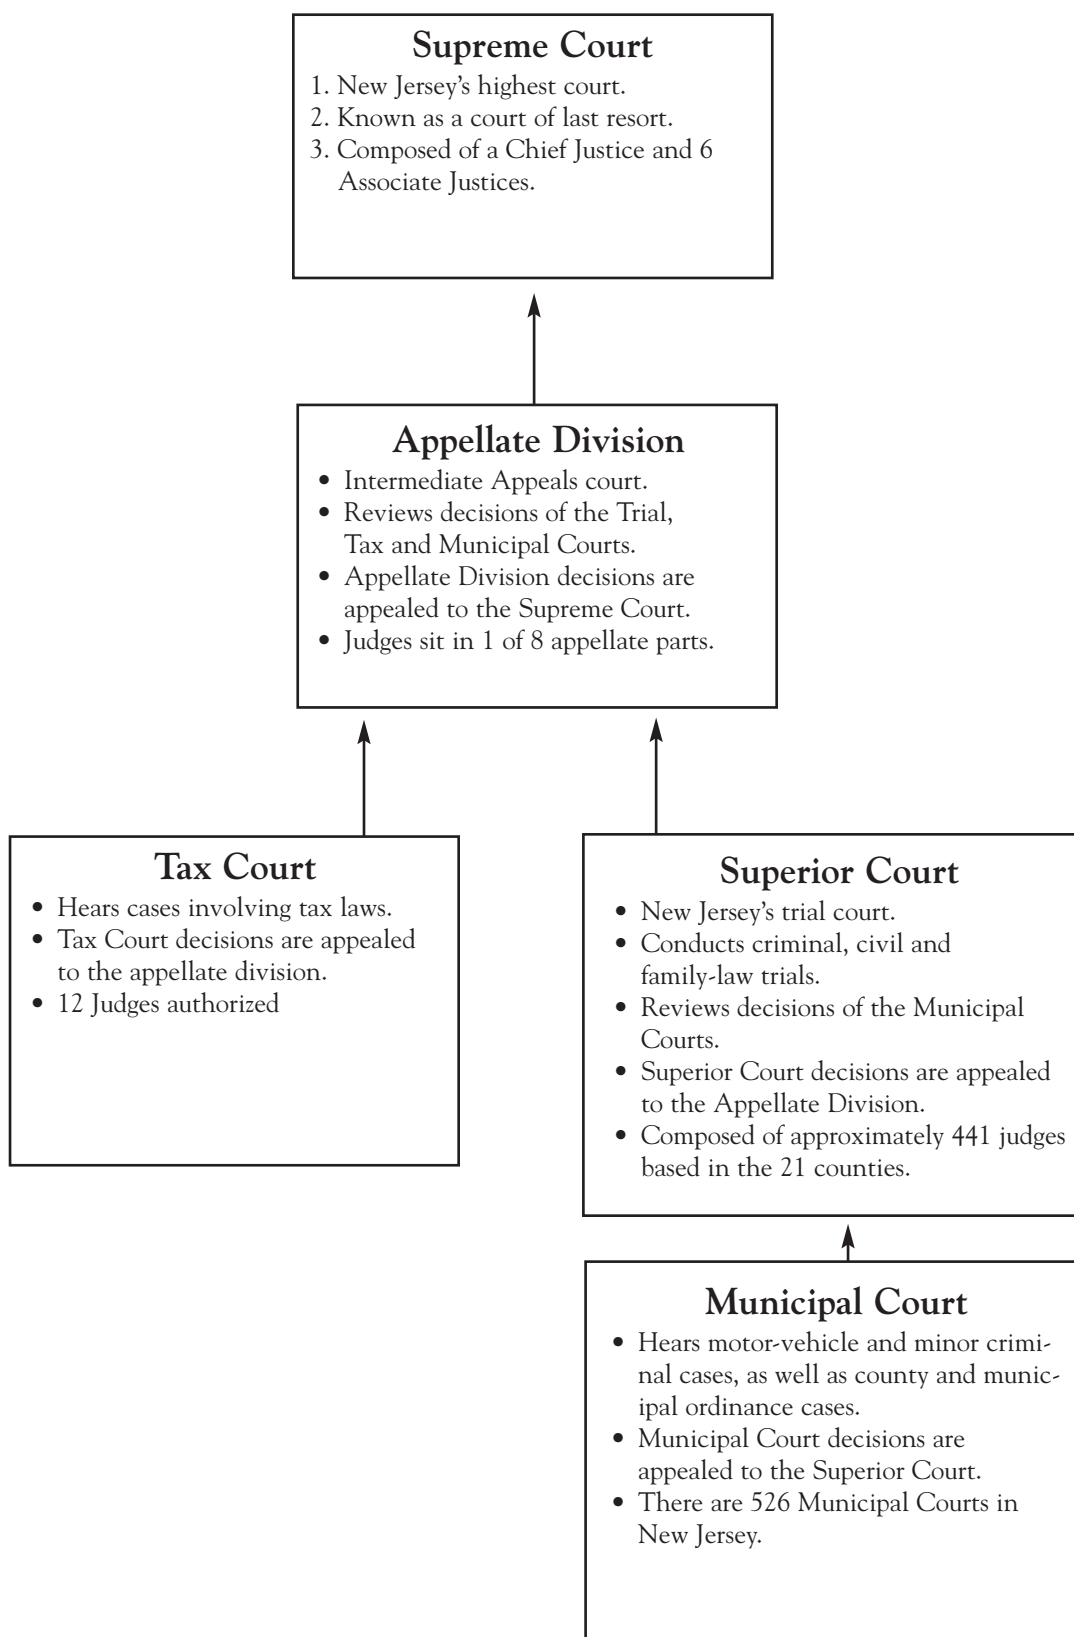 Supreme Court
1. New Jersey's highest court.
2. Known as a court of last resort.
3. Composed of a Chief Justice and 6
Associate Justices.
Appellate Division
• Intermediate Appeals court.
• Reviews decisions of the Trial,
Tax and Municipal Courts.
• Appellate Division decisions are
appealed to the Supreme Court.
• Judges sit in 1 of 8 appellate parts.
Tax Court
• Hears cases involving tax laws.
• Tax Court decisions are appealed
to the appellate division.
• 12 Judges authorized
Superior Court
• New Jersey's trial court.
• Conducts criminal, civil and
family-law trials.
• Reviews decisions of the Municipal
Courts.
• Superior Court decisions are appealed
to the Appellate Division.
• Composed of approximately 441 judges
based in the 21 counties.
Municipal Court
• Hears motor-vehicle and minor crimi-
nal cases, as well as county and munic-
ipal ordinance cases.
• Municipal Court decisions are
appealed to the Superior Court.
• There are 526 Municipal Courts in
New Jersey.